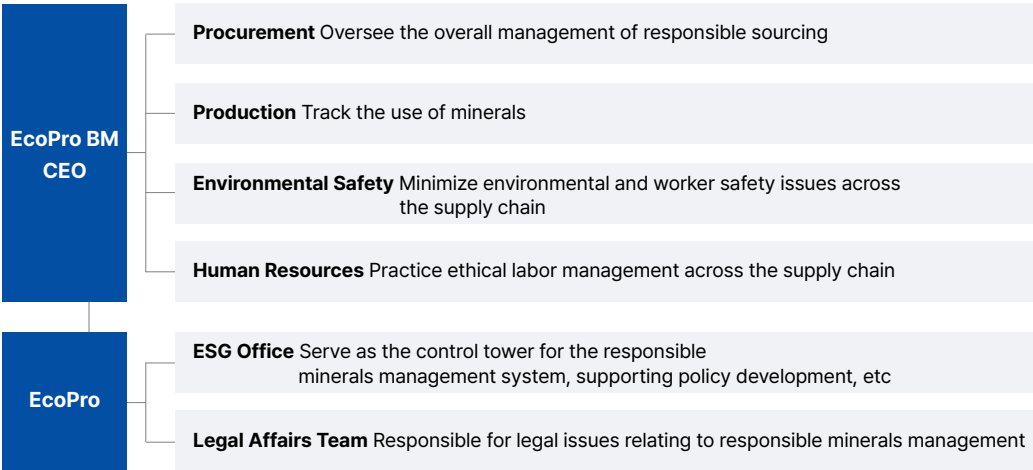 EcoPro BM
CEO
Procurement Oversee the overall management of responsible sourcing
Production Track the use of minerals
Environmental Safety Minimize environmental and worker safety issues across
the supply chain
Human Resources Practice ethical labor management across the supply chain
EcoPro
ESG Office Serve as the control tower for the responsible
minerals management system, supporting policy development, etc
Legal Affairs Team Responsible for legal issues relating to responsible minerals management